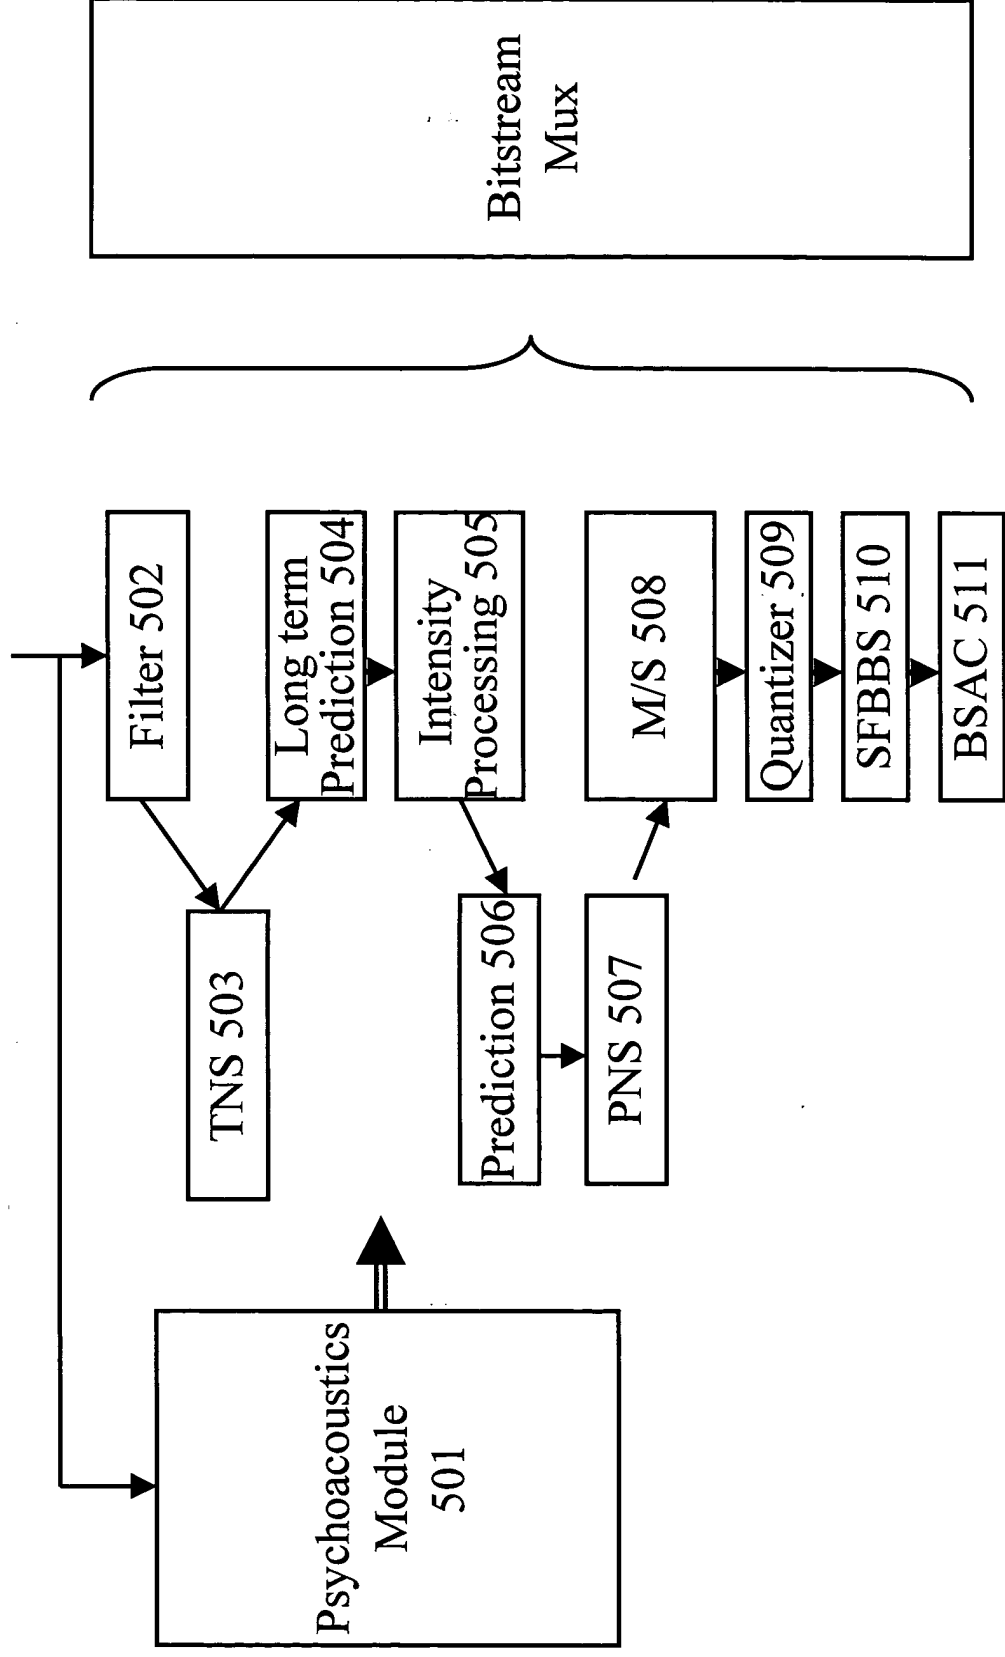 Psychoacoustics
Module
501
TNS 503
Prediction 506
PNS 507
Filter 502
Long term
Prediction 504
Intensity
Processing 505
M/S 508
Quantizer 509
SFBBS 510
BSAC 511
Bitstream
Mux